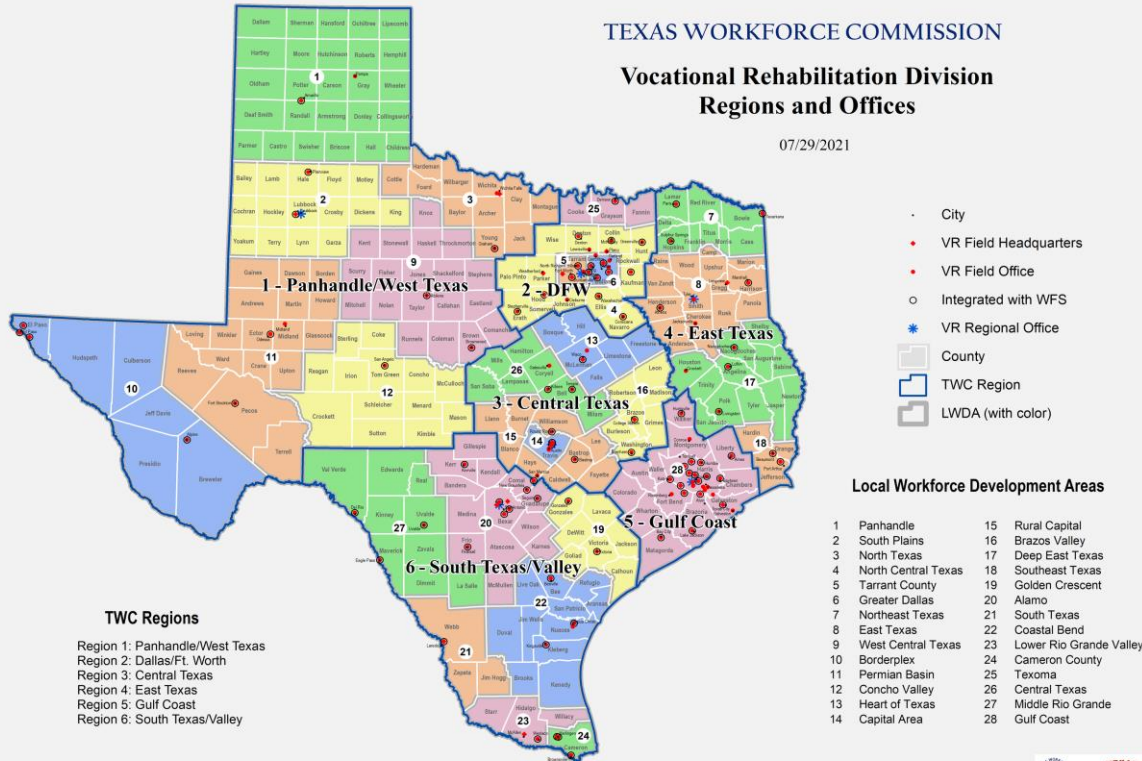 TEXAS WORKFORCE COMMISSION
Vocational Rehabilitation Division
Regions and Offices
07/29/2021
City
VR Field Headquarters
VR Field Office
Integrated with WFS
VR Regional Office
County
TWC Region
LWDA (with color)
1 - Panhandle/West Texas
2 - DFW
3 - Central Texas
4 - East Texas
5 - Gulf Coast
6 - South Texas/Valley
Dallam Sherman Hansford Ochiltree Lipscomb
Hartley Moore Hutchinson Roberts Hemphill
Oldham Potter Carson Gray Wheeler
Deaf Smith Randall Armstrong Donley Collingsworth
Parmer Castro Swisher Briscoe Hall Childress
Bailey Lamb Hale Floyd Motley Cottle
Cochran Hockley Lubbock Crosby Dickens King
Yoakum Terry Lynn Garza
Hardeman Foard Wilbarger Wichita Clay Montague
Baylor Archer Young Jack
Knox Kent Stonewall Haskell Throckmorton
Scurry Fisher Jones Shackelford Stephens
Mitchell Nolan Taylor Callahan Eastland
Runnels Coleman Brown Comanche
Gaines Dawson Borden
Andrews Martin Howard
Loving Winkler Ector Midland Glasscock
Reeves Ward Crane Upton
Pecos Terrell
El Paso Hudspeth Culberson
Jeff Davis Presidio Brewster
Sterling Coke Reagan Irion Tom Green Concho McCulloch
Crockett Schleicher Menard Mason
Sutton Kimble
Cooke Grayson Fannin
Wise Denton Collin Hunt
Palo Pinto Parker Tarrant Rockwall Kaufman
Erath Hood Somervell Johnson Ellis Navarro
Lamar Red River Bowie
Delta Hopkins Franklin Titus Morris Cass
Rains Wood Camp Upshur Marion
Van Zandt Smith Gregg Harrison
Henderson Cherokee Rusk Panola
Anderson
Bosque Hill McLennan Limestone Freestone Falls
Mills Hamilton Coryell Lampasas Bell Milam San Saba
Leon Robertson Madison Brazos Grimes Burleson Washington
Llano Burnet Williamson Blanco Hays Travis Bastrop Lee Caldwell Fayette
Shelby Nacogdoches San Augustine Sabine Houston Angelina Trinity Polk Tyler Jasper Newton San Jacinto
Hardin Orange Jefferson
Walker Montgomery Liberty Austin Waller Harris Chambers
Colorado Fort Bend Galveston Wharton Brazoria Matagorda
Val Verde Edwards Real Kinney Uvalde Maverick Zavala Dimmit La Salle
Gillespie Kerr Kendall Bandera Comal Guadalupe Medina Bexar Wilson Frio Atascosa Karnes McMullen
Gonzales Lavaca DeWitt Victoria Jackson Goliad Calhoun
Live Oak Bee Refugio San Patricio Aransas Jim Wells Nueces Duval Kleberg Brooks Kenedy
Webb Zapata Jim Hogg
Starr Hidalgo Willacy Cameron
TWC Regions
Region 1: Panhandle/West Texas
Region 2: Dallas/Ft. Worth
Region 3: Central Texas
Region 4: East Texas
Region 5: Gulf Coast
Region 6: South Texas/Valley
Local Workforce Development Areas
1 Panhandle
2 South Plains
3 North Texas
4 North Central Texas
5 Tarrant County
6 Greater Dallas
7 Northeast Texas
8 East Texas
9 West Central Texas
10 Borderplex
11 Permian Basin
12 Concho Valley
13 Heart of Texas
14 Capital Area
15 Rural Capital
16 Brazos Valley
17 Deep East Texas
18 Southeast Texas
19 Golden Crescent
20 Alamo
21 South Texas
22 Coastal Bend
23 Lower Rio Grande Valley
24 Cameron County
25 Texoma
26 Central Texas
27 Middle Rio Grande
28 Gulf Coast